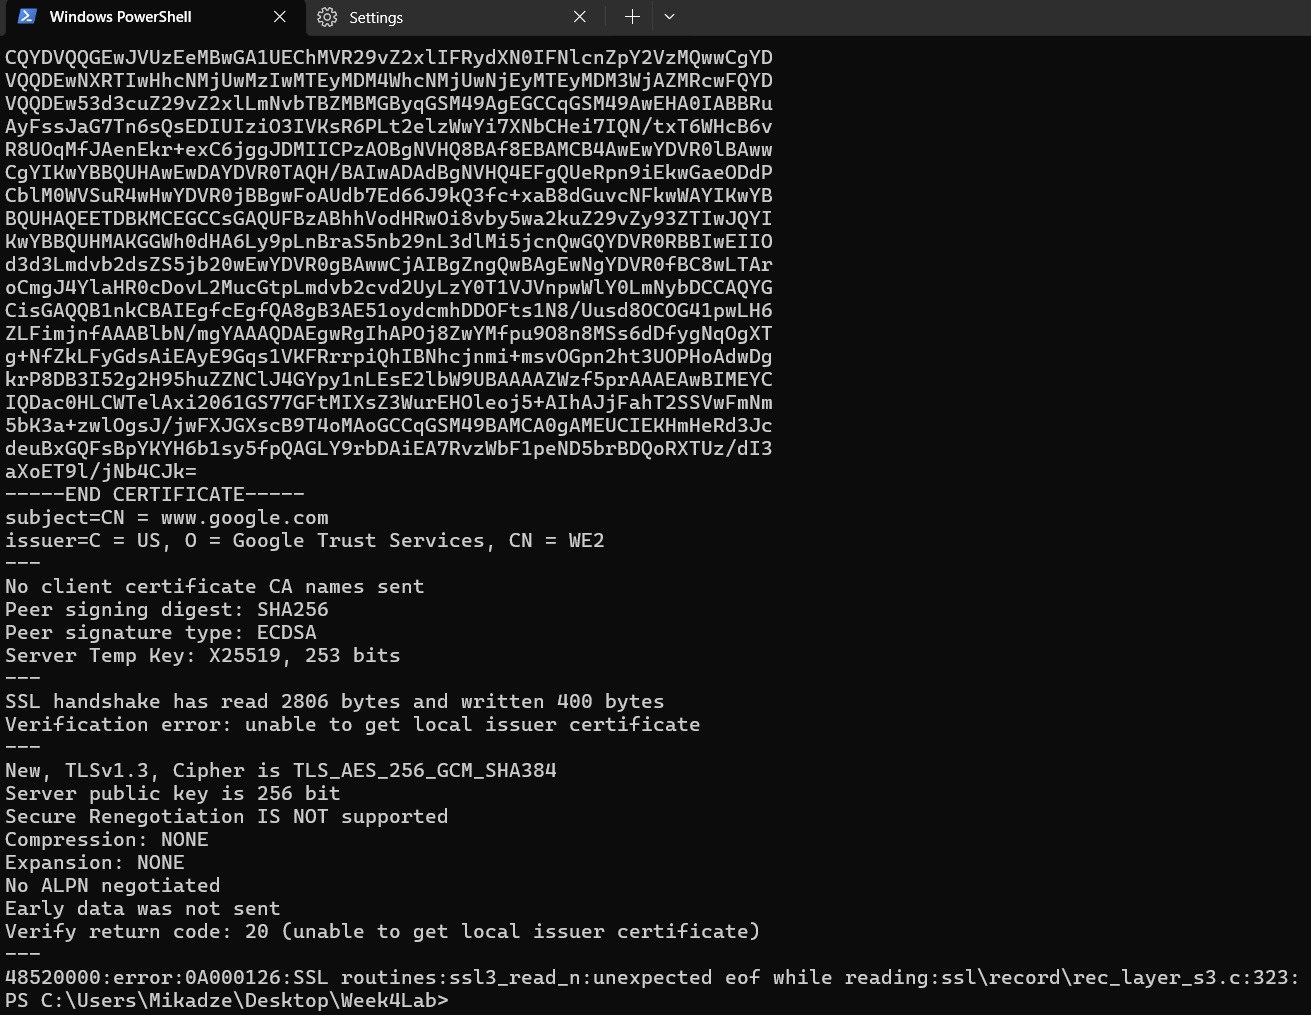 Windows PowerShell
Settings
CQYDVQQGEwJVUzEeMBwGA1UEChMVR29vZ2xlIFRydXN0IFNlcnZpY2VzMQwwCgYD
VQQDEwNXRTIwHhcNMjUwMzIwMTEyMDM4WhcNMjUwNjEyMTEyMDM3WjAZMRcwFQYD
VQQDEw53d3cuZ29vZ2xlLmNvbTBZMBMGByqGSM49AgEGCCqGSM49AwEHA0IABBRu
AyFssJaG7Tn6sQsEDIUIziO3IVKsR6PLt2elzWwYi7XNbCHei7IQN/txT6WHcB6v
R8UOqMfJAenEkr+exC6jggJDMIICPzAOBgNVHQ8BAf8EBAMCB4AwEwYDVR0lBAww
CgYIKwYBBQUHAwEwDAYDVR0TAQH/BAIwADAdBgNVHQ4EFgQUeRpn9iEkwGaeODdP
CblM0WVSuR4wHwYDVR0jBBgwFoAUdb7Ed66J9kQ3fc+xaB8dGuvcNFkwWAYIKwYB
BQUHAQEETDBKMCEGCCsGAQUFBzABhhVodHRwOi8vby5wa2kuZ29vZy93ZTIwJQYI
KwYBBQUHMAKGGWh0dHA6Ly9pLnBraS5nb29nL3dlMi5jcnQwGQYDVR0RBBIwEIIO
d3d3Lmdvb2dsZS5jb20wEwYDVR0gBAwwCjAIBgZngQwBAgEwNgYDVR0fBC8wLTAr
oCmgJ4YlaHR0cDovL2MucGtpLmdvb2cvd2UyLzY0T1VJVnpwWlY0LmNybDCCAQYG
CisGAQQB1nkCBAIEgfcEgfQA8gB3AE51oydcmhDDOFts1N8/Uusd8OCOG41pwLH6
ZLFimjnfAAABlbN/mgYAAAQDAEgwRgIhAPOj8ZwYMfpu9O8n8MSs6dDfygNqOgXT
g+NfZkLFyGdsAiEAyE9Gqs1VKFRrrpiQhIBNhcjnmi+msvOGpn2ht3UOPHoAdwDg
krP8DB3I52g2H95huZZNClJ4GYpy1nLEsE2lbW9UBAAAAZWzf5prAAAEAwBIMEYC
IQDac0HLCWTelAxi2061GS77GFtMIXsZ3WurEHOleoj5+AIhAJjFahT2SSVwFmNm
5bK3a+zwlOgsJ/jwFXJGXscB9T4oMAoGCCqGSM49BAMCA0gAMEUCIEKHmHeRd3Jc
deuBxGQFsBpYKYH6b1sy5fpQAGLY9rbDAiEA7RvzWbF1peND5brBDQoRXTUz/dI3
aXoET9l/jNb4CJk=
-----END CERTIFICATE-----
subject=CN = www.google.com
issuer=C = US, O = Google Trust Services, CN = WE2
---
No client certificate CA names sent
Peer signing digest: SHA256
Peer signature type: ECDSA
Server Temp Key: X25519, 253 bits
---
SSL handshake has read 2806 bytes and written 400 bytes
Verification error: unable to get local issuer certificate
---
New, TLSv1.3, Cipher is TLS_AES_256_GCM_SHA384
Server public key is 256 bit
Secure Renegotiation IS NOT supported
Compression: NONE
Expansion: NONE
No ALPN negotiated
Early data was not sent
Verify return code: 20 (unable to get local issuer certificate)
---
48520000:error:0A000126:SSL routines:ssl3_read_n:unexpected eof while reading:ssl\record\rec_layer_s3.c:323:
PS C:\Users\Mikadze\Desktop\Week4Lab>